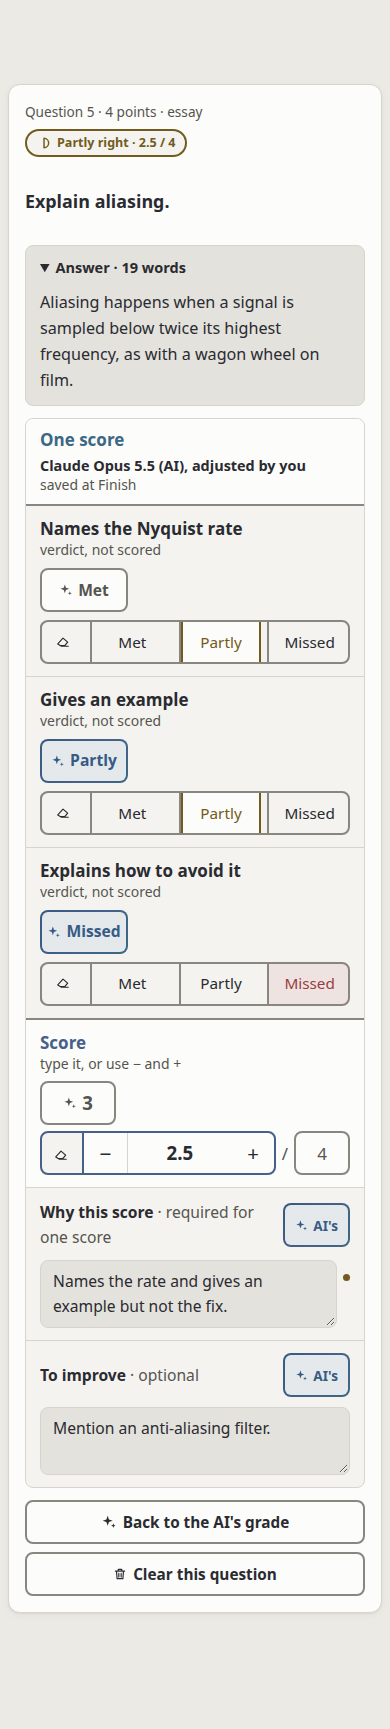 Question 5 · 4 points · essay
Partly right · 2.5 / 4
Explain aliasing.
▼ Answer · 19 words
Aliasing happens when a signal is
sampled below twice its highest
frequency, as with a wagon wheel on
film.
One score
Claude Opus 5.5 (AI), adjusted by you
saved at Finish
Names the Nyquist rate
verdict, not scored
Met
Met Partly Missed
Gives an example
verdict, not scored
Partly
Met Partly Missed
Explains how to avoid it
verdict, not scored
Missed
Met Partly Missed
Score
type it, or use − and +
3
− 2.5 + / 4
Why this score · required for
one score
AI's
Names the rate and gives an
example but not the fix.
To improve · optional
AI's
Mention an anti-aliasing filter.
Back to the AI's grade
Clear this question